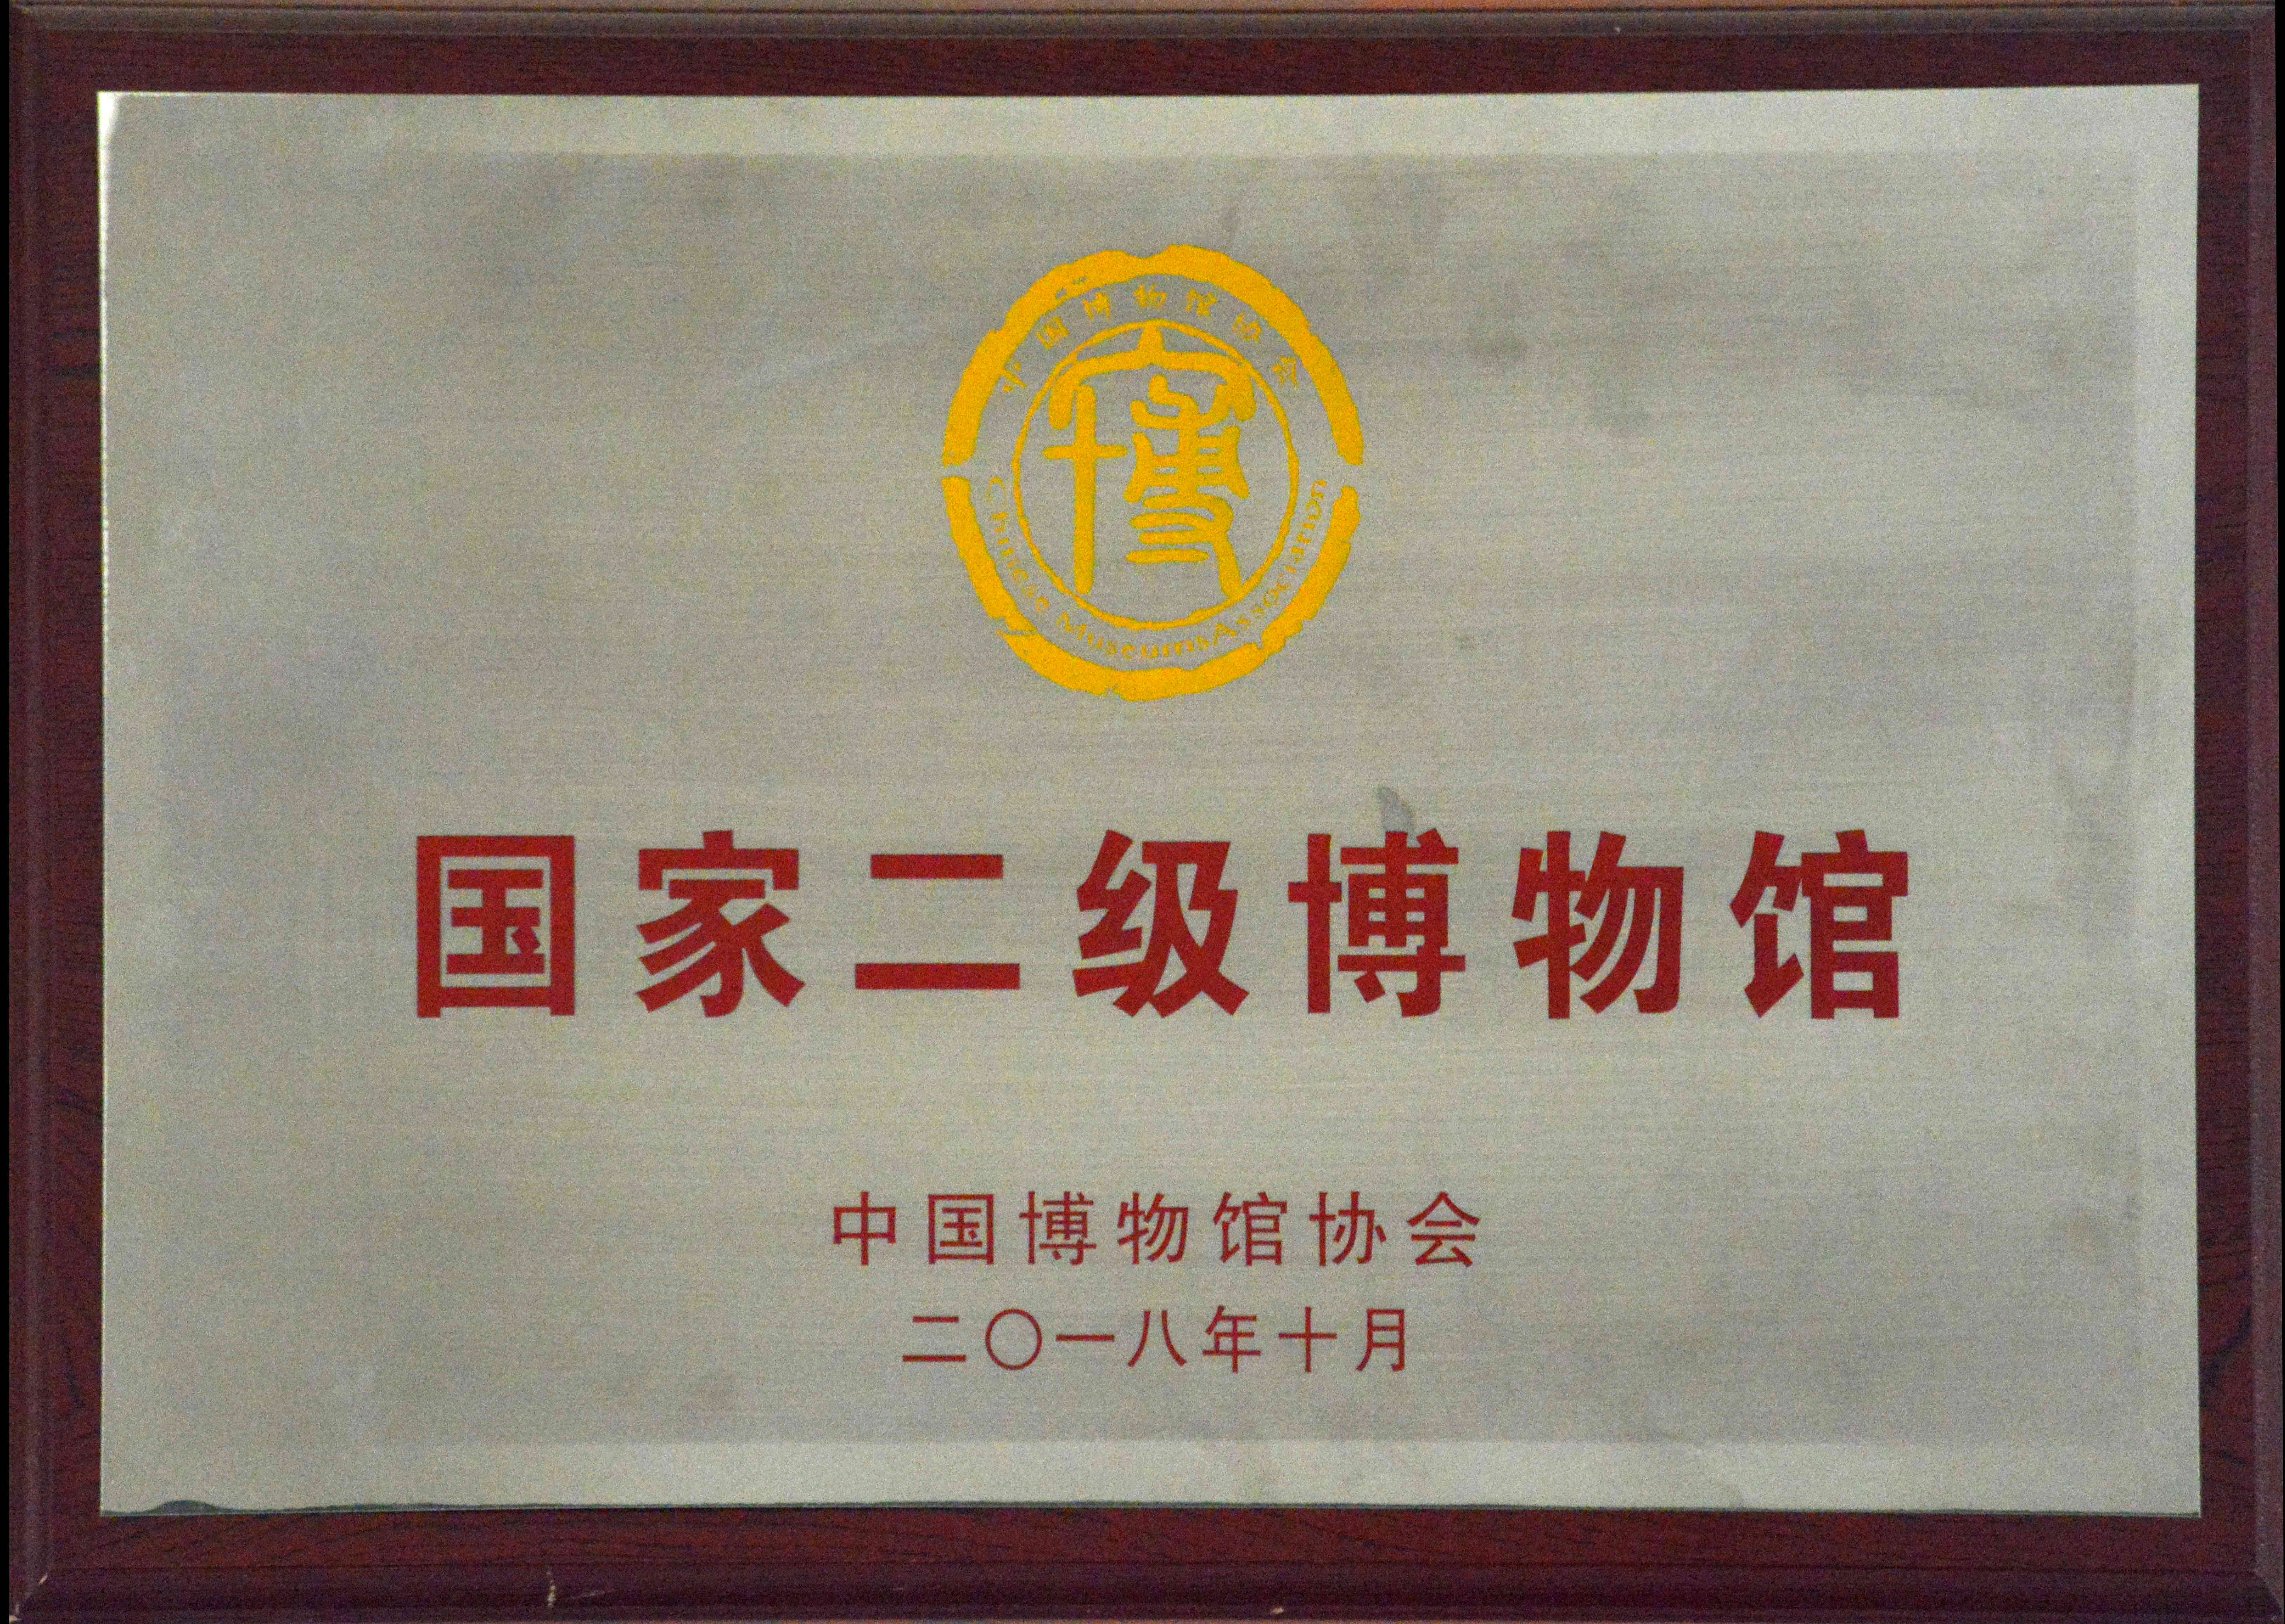 中国博物馆协会
博
Chinese Museums Association
国家二级博物馆
中国博物馆协会
二〇一八年十月